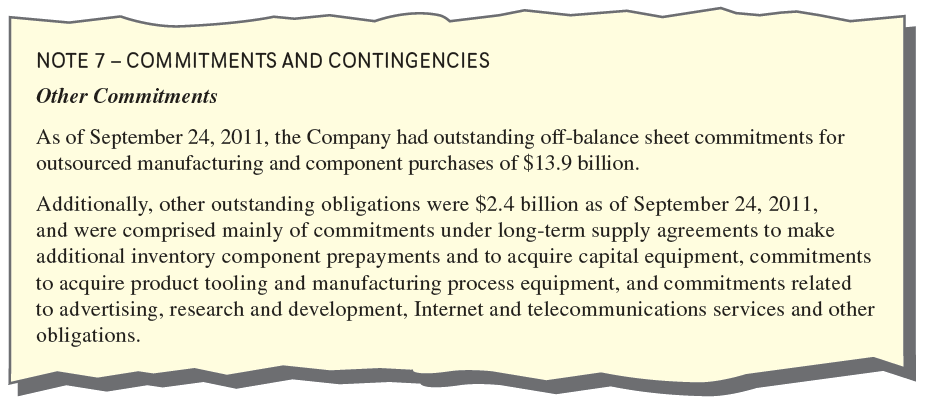 NOTE 7 – COMMITMENTS AND CONTINGENCIES
Other Commitments
As of September 24, 2011, the Company had outstanding off-balance sheet commitments for
outsourced manufacturing and component purchases of $13.9 billion.
Additionally, other outstanding obligations were $2.4 billion as of September 24, 2011,
and were comprised mainly of commitments under long-term supply agreements to make
additional inventory component prepayments and to acquire capital equipment, commitments
to acquire product tooling and manufacturing process equipment, and commitments related
to advertising, research and development, Internet and telecommunications services and other
obligations.